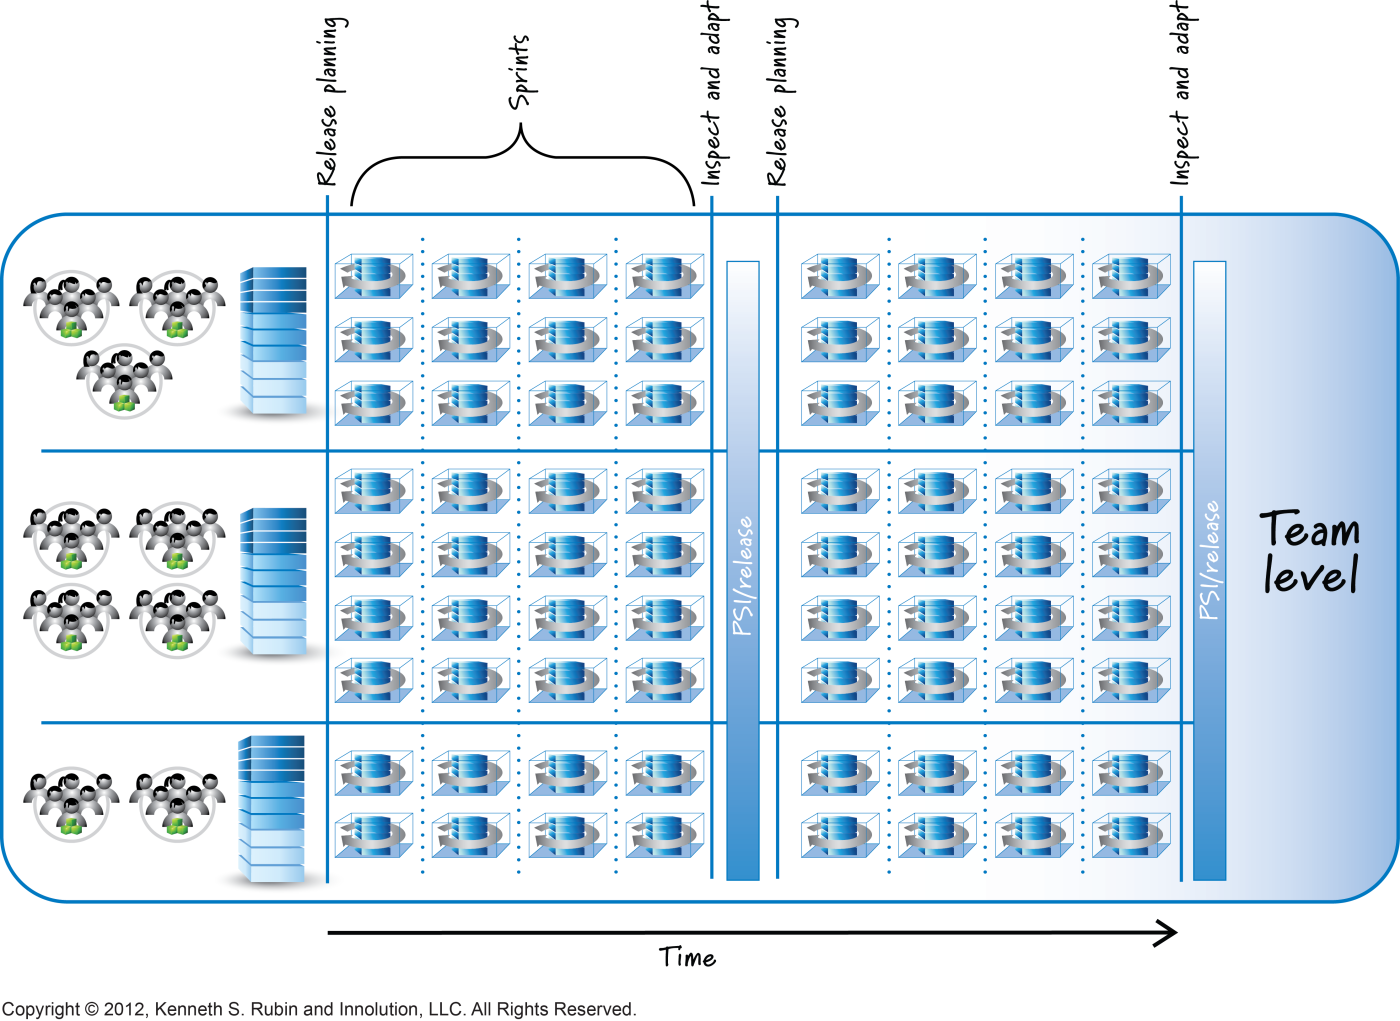 Release planning
Sprints
Inspect and adapt
Release planning
Inspect and adapt
PSI/release
PSI/release
Team
level
Time
Copyright © 2012, Kenneth S. Rubin and Innolution, LLC. All Rights Reserved.